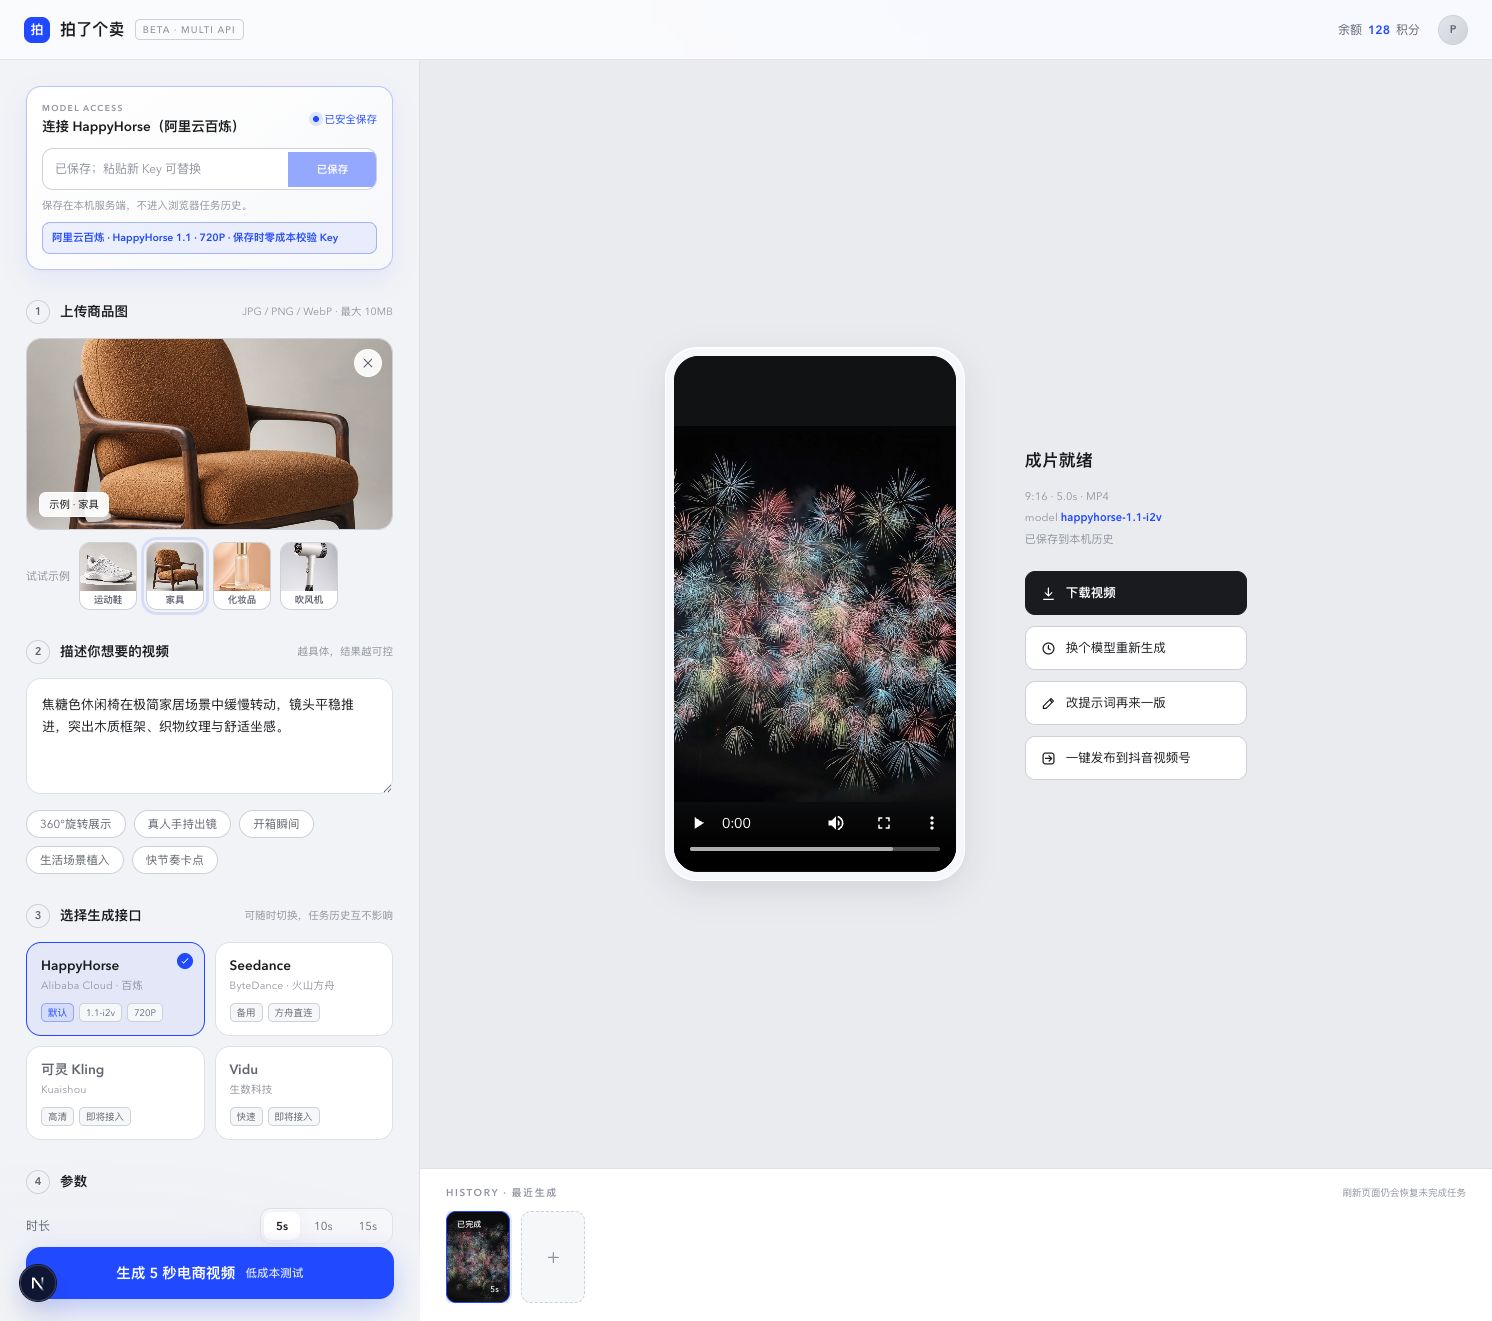 拍
拍了个卖
BETA · MULTI API
余额 128 积分
P
MODEL ACCESS
连接 HappyHorse（阿里云百炼）
已安全保存
已保存；粘贴新 Key 可替换
已保存
保存在本机服务端，不进入浏览器任务历史。
阿里云百炼 · HappyHorse 1.1 · 720P · 保存时零成本校验 Key
1
上传商品图
JPG / PNG / WebP · 最大 10MB
示例 · 家具
试试示例
运动鞋
家具
化妆品
吹风机
2
描述你想要的视频
越具体，结果越可控
焦糖色休闲椅在极简家居场景中缓慢转动，镜头平稳推
进，突出木质框架、织物纹理与舒适坐感。
360°旋转展示
真人手持出镜
开箱瞬间
生活场景植入
快节奏卡点
3
选择生成接口
可随时切换，任务历史互不影响
HappyHorse
Alibaba Cloud · 百炼
默认
1.1-i2v
720P
Seedance
ByteDance · 火山方舟
备用
方舟直连
可灵 Kling
Kuaishou
高清
即将接入
Vidu
生数科技
快速
即将接入
4
参数
时长
5s
10s
15s
生成 5 秒电商视频 低成本测试
N
0:00
成片就绪
9:16 · 5.0s · MP4
model happyhorse-1.1-i2v
已保存到本机历史
下载视频
换个模型重新生成
改提示词再来一版
一键发布到抖音视频号
HISTORY · 最近生成
刷新页面仍会恢复未完成任务
已完成
5s
+